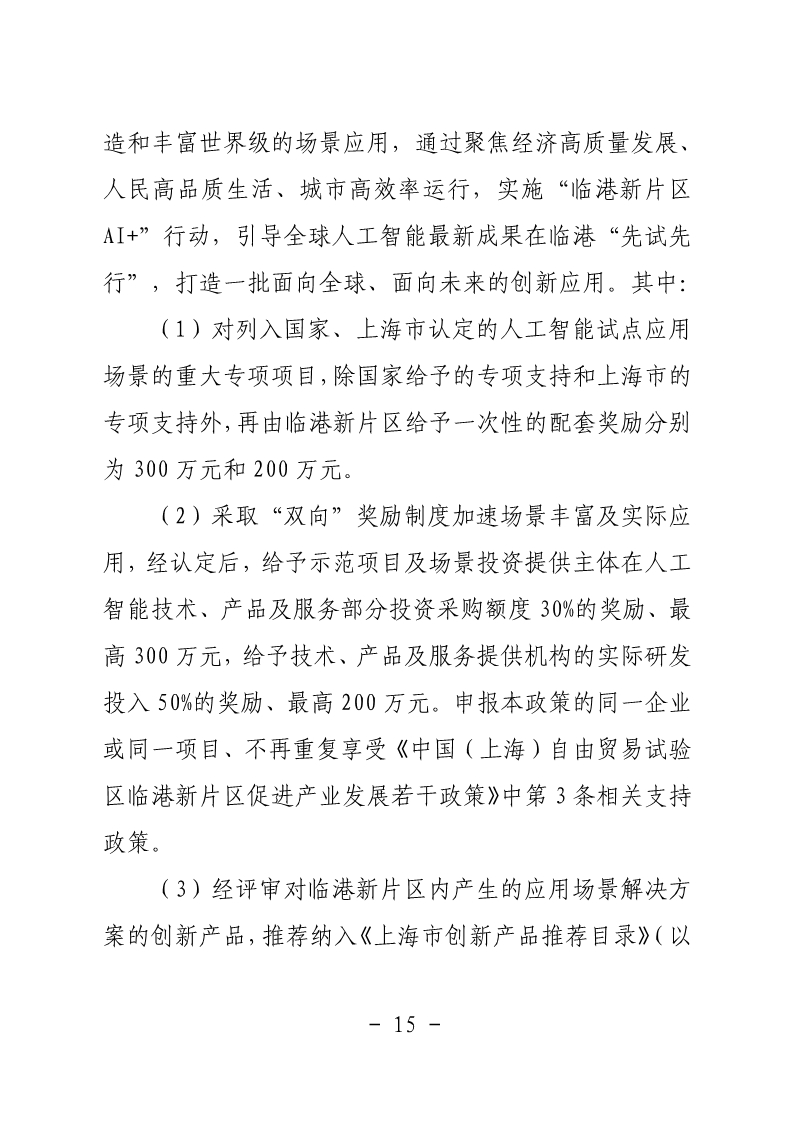 造和丰富世界级的场景应用，通过聚焦经济高质量发展、
人民高品质生活、城市高效率运行，实施“临港新片区
AI+”行动，引导全球人工智能最新成果在临港“先试先
行”，打造一批面向全球、面向未来的创新应用。其中：
（1）对列入国家、上海市认定的人工智能试点应用
场景的重大专项项目，除国家给予的专项支持和上海市的
专项支持外，再由临港新片区给予一次性的配套奖励分别
为 300 万元和 200 万元。
（2）采取“双向”奖励制度加速场景丰富及实际应
用，经认定后，给予示范项目及场景投资提供主体在人工
智能技术、产品及服务部分投资采购额度 30%的奖励、最
高 300 万元，给予技术、产品及服务提供机构的实际研发
投入 50%的奖励、最高 200 万元。申报本政策的同一企业
或同一项目、不再重复享受《中国（上海）自由贸易试验
区临港新片区促进产业发展若干政策》中第 3 条相关支持
政策。
（3）经评审对临港新片区内产生的应用场景解决方
案的创新产品，推荐纳入《上海市创新产品推荐目录》（以
- 15 -